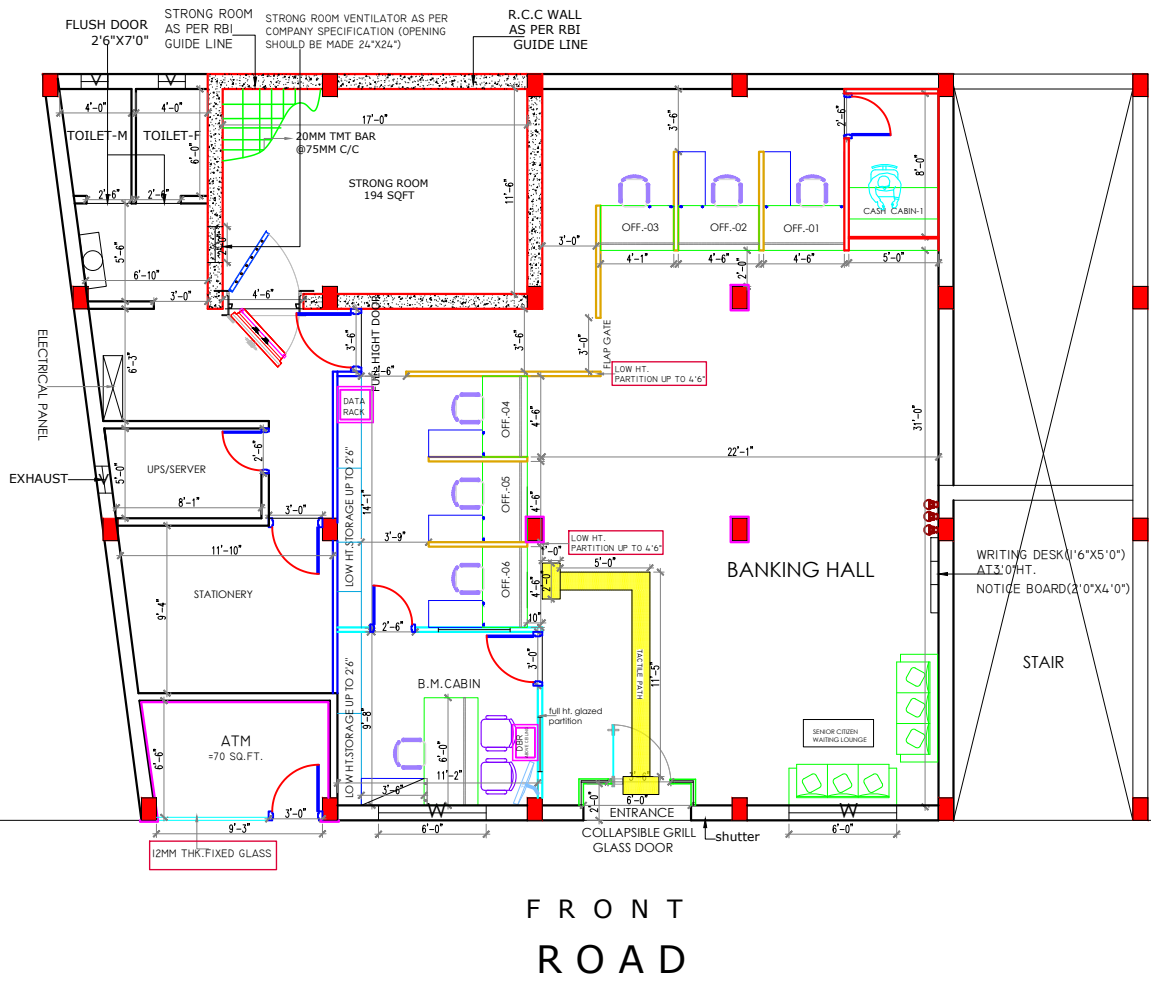 FLUSH DOOR
2'6"X7'0"
STRONG ROOM
AS PER RBI
GUIDE LINE
STRONG ROOM VENTILATOR AS PER
COMPANY SPECIFICATION (OPENING
SHOULD BE MADE 24"X24")
R.C.C WALL
AS PER RBI
GUIDE LINE
4'-0"
4'-0"
TOILET-M
TOILET-F
6'-0"
2'-6"
2'-6"
17'-0"
20MM TMT BAR
@75MM C/C
STRONG ROOM
194 SQFT
11'-6"
3'-6"
2'-6"
8'-0"
CASH CABIN-1
OFF.-03
OFF.-02
OFF.-01
3'-0"
4'-1"
4'-6"
4'-6"
5'-0"
2'-0"
5'-6"
6'-10"
3'-0"
4'-6"
FULL HIGHT DOOR
3'-6"
3'-6"
3'-0"
FLAP GATE
LOW HT.
PARTITION UP TO 4'6"
2'-6"
ELECTRICAL PANEL
6'-3"
DATA
RACK
OFF.-04
4'-6"
31'-0"
22'-1"
UPS/SERVER
2'-6"
5'-0"
EXHAUST
8'-1"
3'-0"
LOW HT.STORAGE UP TO 2'6"
14'-1"
OFF.-05
4'-6"
3'-9"
11'-10"
LOW HT.
PARTITION UP TO 4'6"
1'-0"
5'-0"
2'-0"
OFF.-06
4'-6"
10"
BANKING HALL
WRITING DESK(1'6"X5'0")
AT3'0"HT.
NOTICE BOARD(2'0"X4'0")
STATIONERY
9'-4"
2'-6"
3'-0"
TACTILE PATH
11'-5"
STAIR
LOW HT.STORAGE UP TO 2'6"
9'-8"
B.M.CABIN
full ht. glazed
partition
DBR
6'-0"
11'-2"
3'-6"
SENIOR CITIZEN
WAITING LOUNGE
ATM
=70 SQ.FT.
6'-6"
3'-0"
9'-3"
12MM THK.FIXED GLASS
6'-0"
2'-0"
6'-0"
ENTRANCE
COLLAPSIBLE GRILL
GLASS DOOR
shutter
6'-0"
FRONT
ROAD